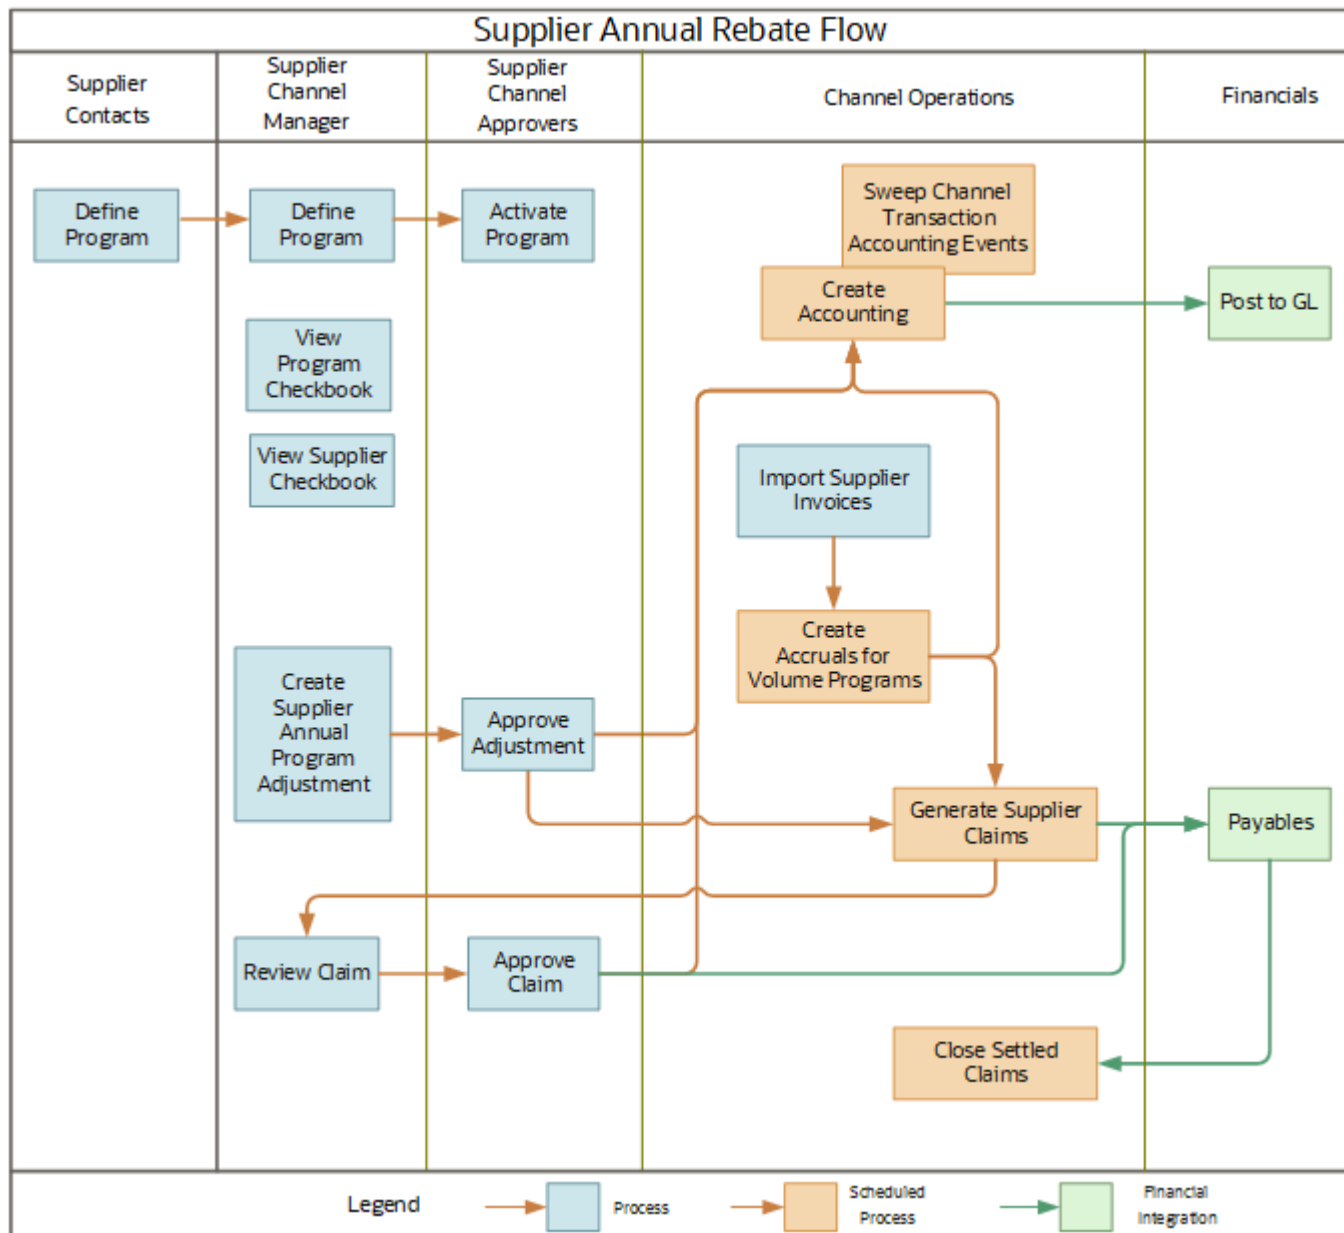 Supplier Annual Rebate Flow
Supplier
Contacts
Supplier
Channel
Manager
Supplier
Channel
Approvers
Channel Operations
Financials
Define
Program
Define
Program
Activate
Program
Sweep Channel
Transaction
Accounting Events
Create
Accounting
Post to GL
View
Program
Checkbook
View Supplier
Checkbook
Import Supplier
Invoices
Create
Accruals for
Volume Programs
Create
Supplier
Annual
Program
Adjustment
Approve
Adjustment
Generate Supplier
Claims
Payables
Review Claim
Approve
Claim
Close Settled
Claims
Legend
Process
Scheduled
Process
Financial
Integration